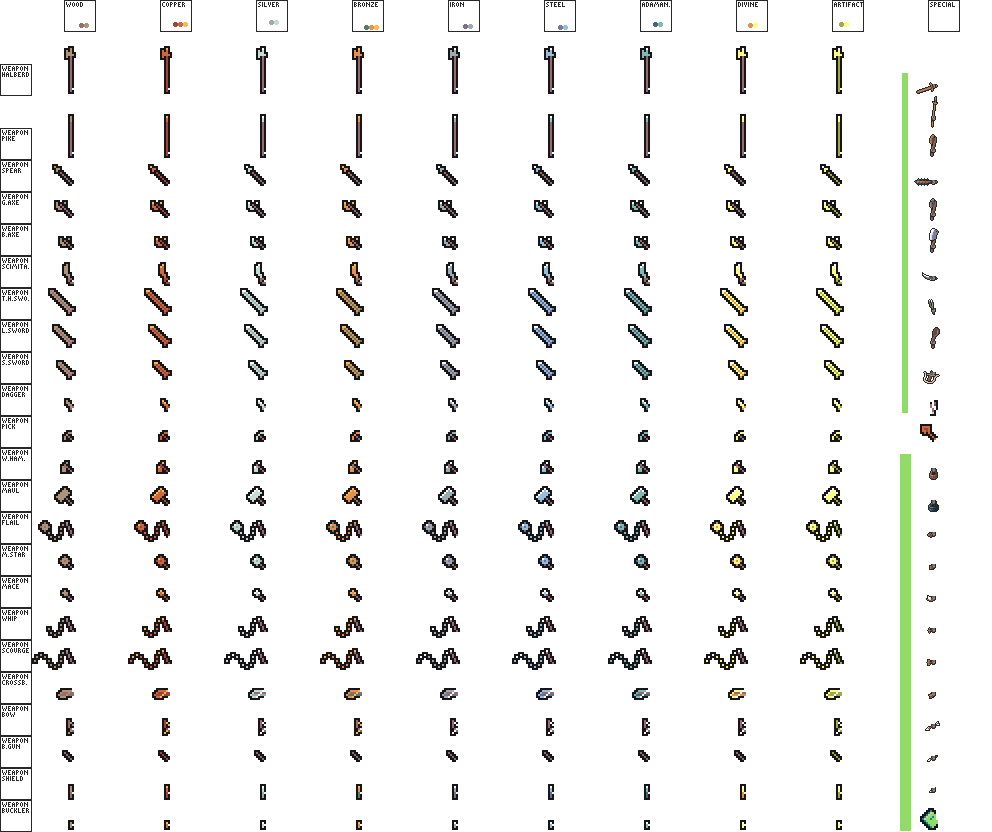 WOOD
COPPER
SILVER
BRONZE
IRON
STEEL
ADAMAN.
DIVINE
ARTIFACT
SPECIAL
WEAPON
HALBERD
WEAPON
PIKE
WEAPON
SPEAR
WEAPON
G.AXE
WEAPON
B.AXE
WEAPON
SCIMITA.
WEAPON
T.H.SWO.
WEAPON
L.SWORD
WEAPON
S.SWORD
WEAPON
DAGGER
WEAPON
PICK
WEAPON
W.HAM.
WEAPON
MAUL
WEAPON
FLAIL
WEAPON
M.STAR
WEAPON
MACE
WEAPON
WHIP
WEAPON
SCOURGE
WEAPON
CROSSB.
WEAPON
BOW
WEAPON
B.GUN
WEAPON
SHIELD
WEAPON
BUCKLER